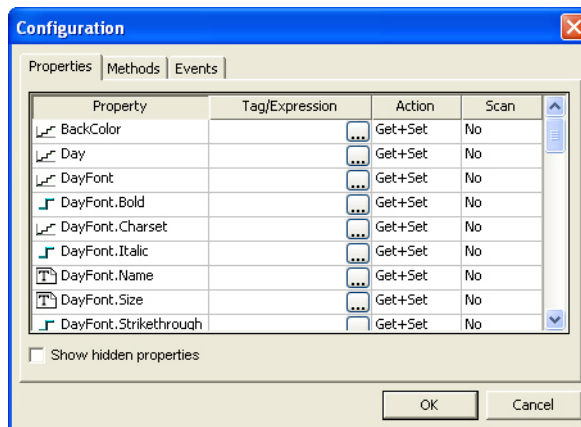 Configuration
Properties Methods Events
Property Tag/Expression Action Scan
BackColor ... Get+Set No
Day ... Get+Set No
DayFont ... Get+Set No
DayFont.Bold ... Get+Set No
DayFont.Charset ... Get+Set No
DayFont.Italic ... Get+Set No
DayFont.Name ... Get+Set No
DayFont.Size ... Get+Set No
DayFont.Strikethrough Get+Set No
Show hidden properties
OK Cancel